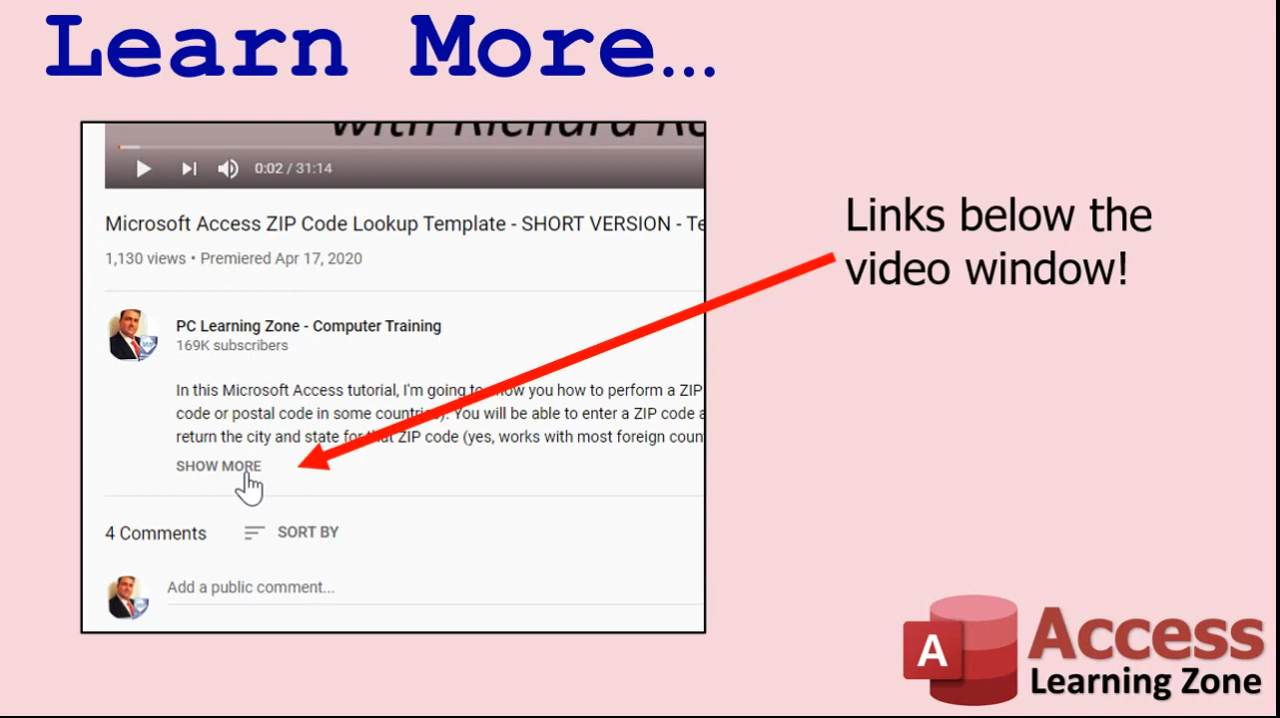 Learn More...
with Richard
0:02 / 31:14
Microsoft Access ZIP Code Lookup Template - SHORT VERSION -
1,130 views • Premiered Apr 17, 2020
PC Learning Zone - Computer Training
169K subscribers
In this Microsoft Access tutorial, I'm going to show you how to perform a ZIP
code or postal code in some countries). You will be able to enter a ZIP code
return the city and state for that ZIP code (yes, works with most foreign
SHOW MORE
4 Comments SORT BY
Add a public comment...
Links below the
video window!
A
Access
Learning Zone